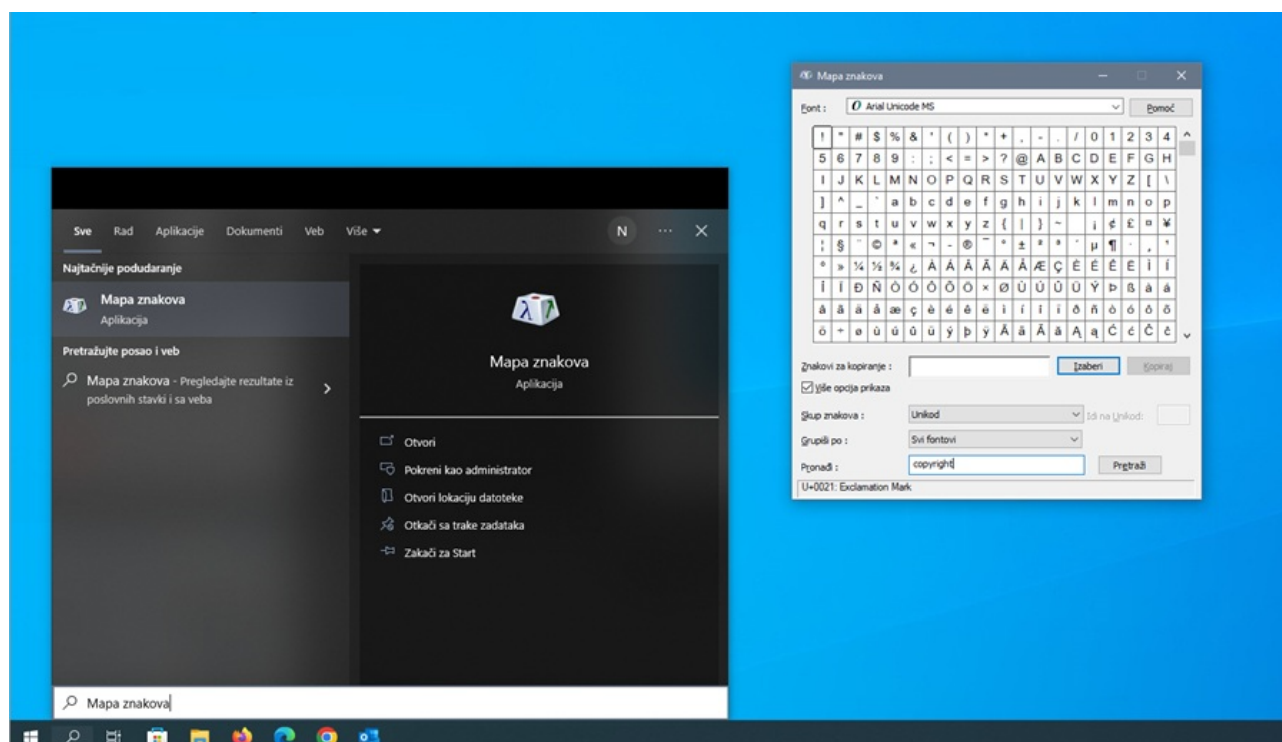 Sve Rad Aplikacije Dokumenti Veb Više N
Najtačnije podudaranje
Mapa znakova
Aplikacija
Pretražujte posao i veb
Mapa znakova - Pregledajte rezultate iz
poslovnih stavki i sa veba
Mapa znakova
Aplikacija
Otvori
Pokreni kao administrator
Otvori lokaciju datoteke
Otkači sa trake zadataka
Zakači za Start
Mapa znakova
Mapa znakova
Font : O Arial Unicode MS Pomoć
! " # $ % & ' ( ) * + , - . / 0 1 2 3 4
5 6 7 8 9 : ; < = > ? @ A B C D E F G H
I J K L M N O P Q R S T U V W X Y Z [ \
] ^ _ ` a b c d e f g h i j k l m n o p
q r s t u v w x y z { | } ~ ¡ ¢ £ ¤ ¥
¦ § ¨ © ª « ¬ - ® ¯ ° ± ² ³ ´ µ ¶ · ¸ ¹
º » ¼ ½ ¾ ¿ À Á Â Ã Ä Å Æ Ç È É Ê Ë Ì Í
Î Ï Ð Ñ Ò Ó Ô Õ Ö × Ø Ù Ú Û Ü Ý Þ ß à á
â ã ä å æ ç è é ê ë ì í î ï ð ñ ò ó ô õ
ö ÷ ø ù ú û ü ý þ ÿ Ā ā Ă ă Ą ą Ć ć Ĉ ĉ
Znakovi za kopiranje : Izaberi Kopiraj
Više opcija prikaza
Skup znakova : Unikod Idi na Unikod:
Grupiši po : Svi fontovi
Pronađi : copyright Pretraži
U+0021: Exclamation Mark